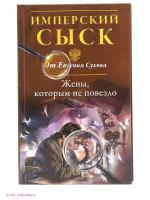 ИМПЕРСКИЙ
СЫСК
От Евгения Сухова
Жены,
которым не повезло